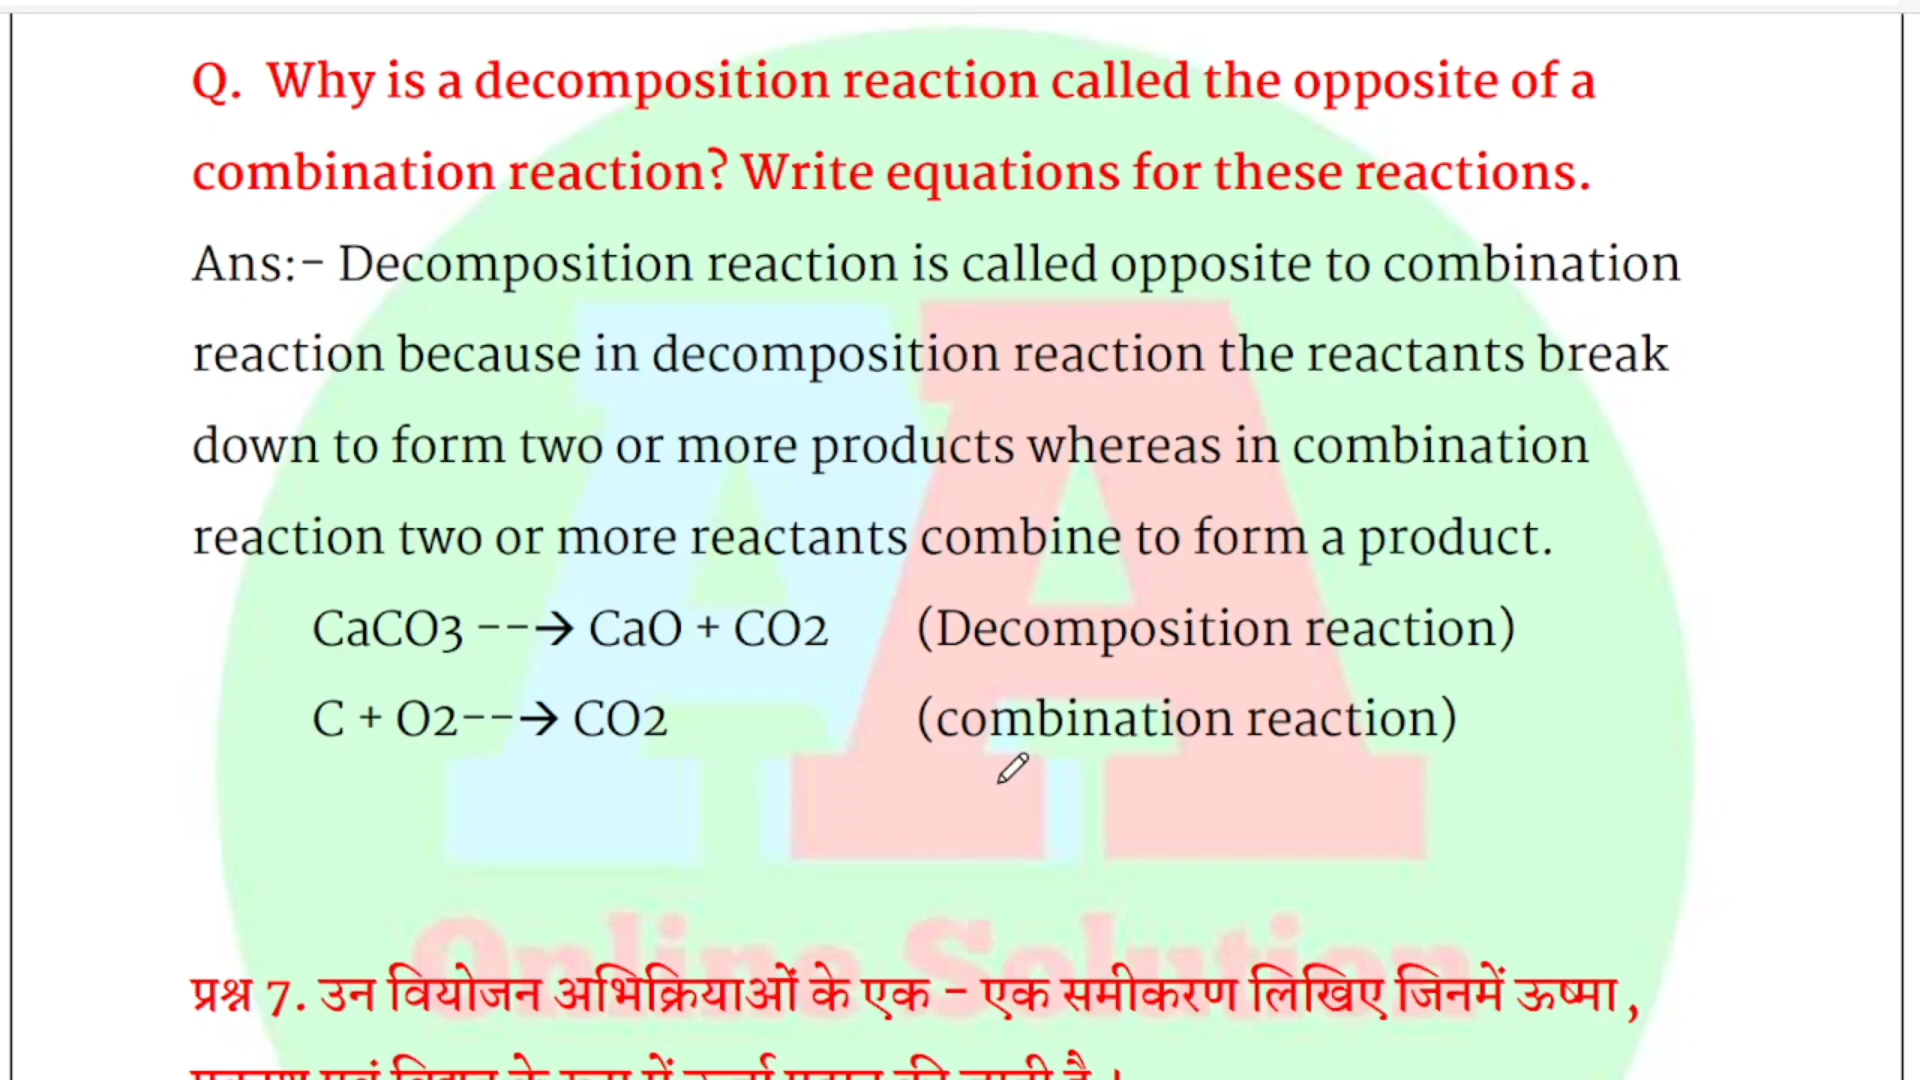 Q. Why is a decomposition reaction called the opposite of a
combination reaction? Write equations for these reactions.
Ans:- Decomposition reaction is called opposite to combination
reaction because in decomposition reaction the reactants break
down to form two or more products whereas in combination
reaction two or more reactants combine to form a product.
CaCO3 --→ CaO + CO2 (Decomposition reaction)
C + O2--→ CO2 (combination reaction)
AA
Online Solution
प्रश्न 7. उन वियोजन अभिक्रियाओं के एक - एक समीकरण लिखिए जिनमें ऊष्मा,